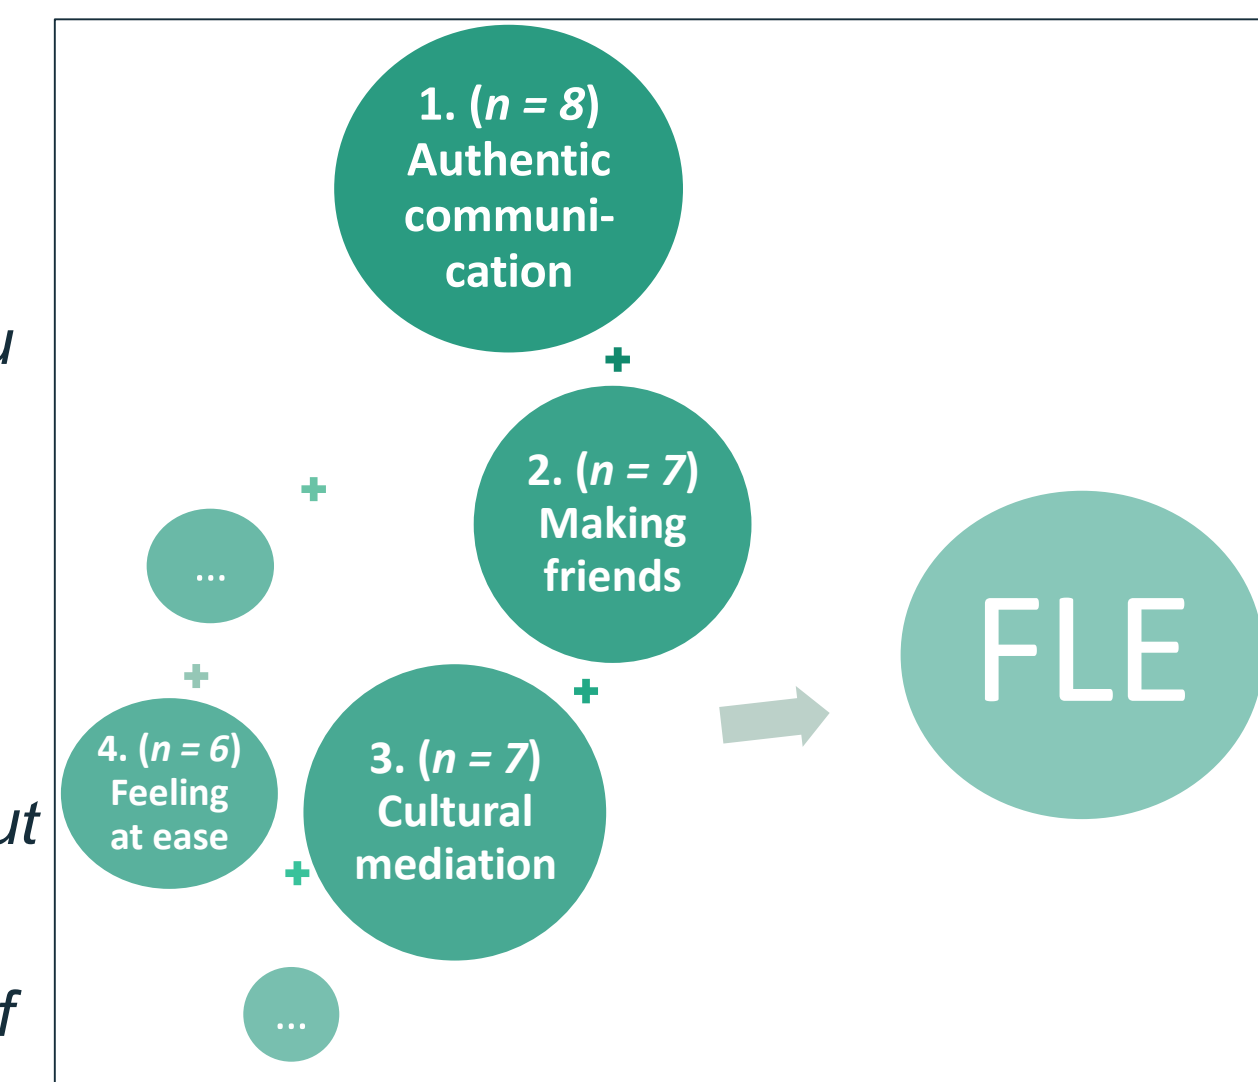 1. (n = 8)
Authentic
communi-
cation
2. (n = 7)
Making
friends
...
4. (n = 6)
Feeling
at ease
3. (n = 7)
Cultural
mediation
...
FLE
u
ut
f